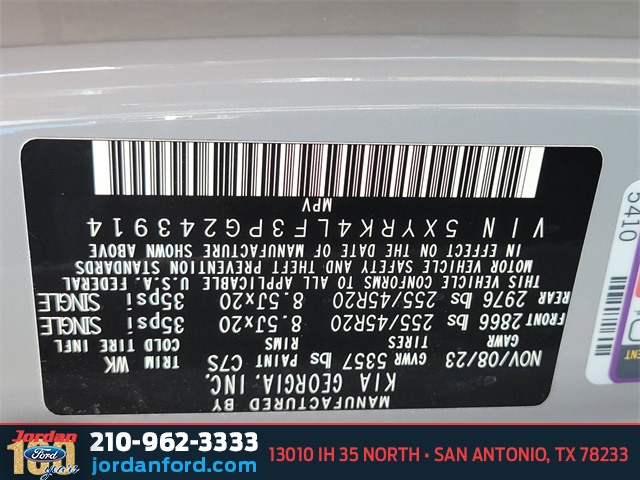 MANUFACTURED BY
KIA GEORGIA, INC.
NOV/08/23 GVWR 5357 lbs PAINT C7S TRIM WK
GAWR TIRES RIMS COLD TIRE INFL
FRONT 2866 lbs 255/45R20 8.5Jx20 35psi SINGLE
REAR 2976 lbs 255/45R20 8.5Jx20 35psi SINGLE
THIS VEHICLE CONFORMS TO ALL APPLICABLE U.S.A. FEDERAL
MOTOR VEHICLE SAFETY AND THEFT PREVENTION STANDARDS
IN EFFECT ON THE DATE OF MANUFACTURE SHOWN ABOVE
VIN 5XYRK4LF3PG243914
MPV
5410
Jordan
100 years
210-962-3333
jordanford.com
13010 IH 35 NORTH • SAN ANTONIO, TX 78233